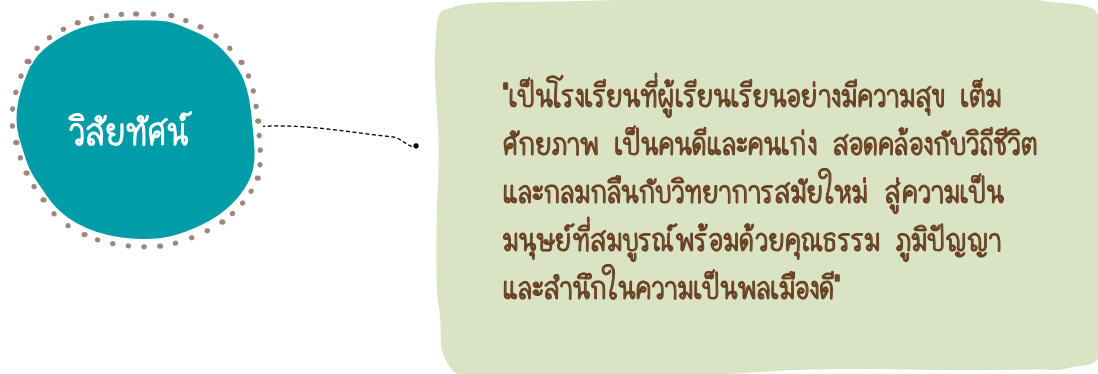 วิสัยทัศน์
"เป็นโรงเรียนที่ผู้เรียนเรียนอย่างมีความสุข เต็ม
ศักยภาพ เป็นคนดีและคนเก่ง สอดคล้องกับวิถีชีวิต
และกลมกลืนกับวิทยาการสมัยใหม่ สู่ความเป็น
มนุษย์ที่สมบูรณ์พร้อมด้วยคุณธรรม ภูมิปัญญา
และสำนึกในความเป็นพลเมืองดี"